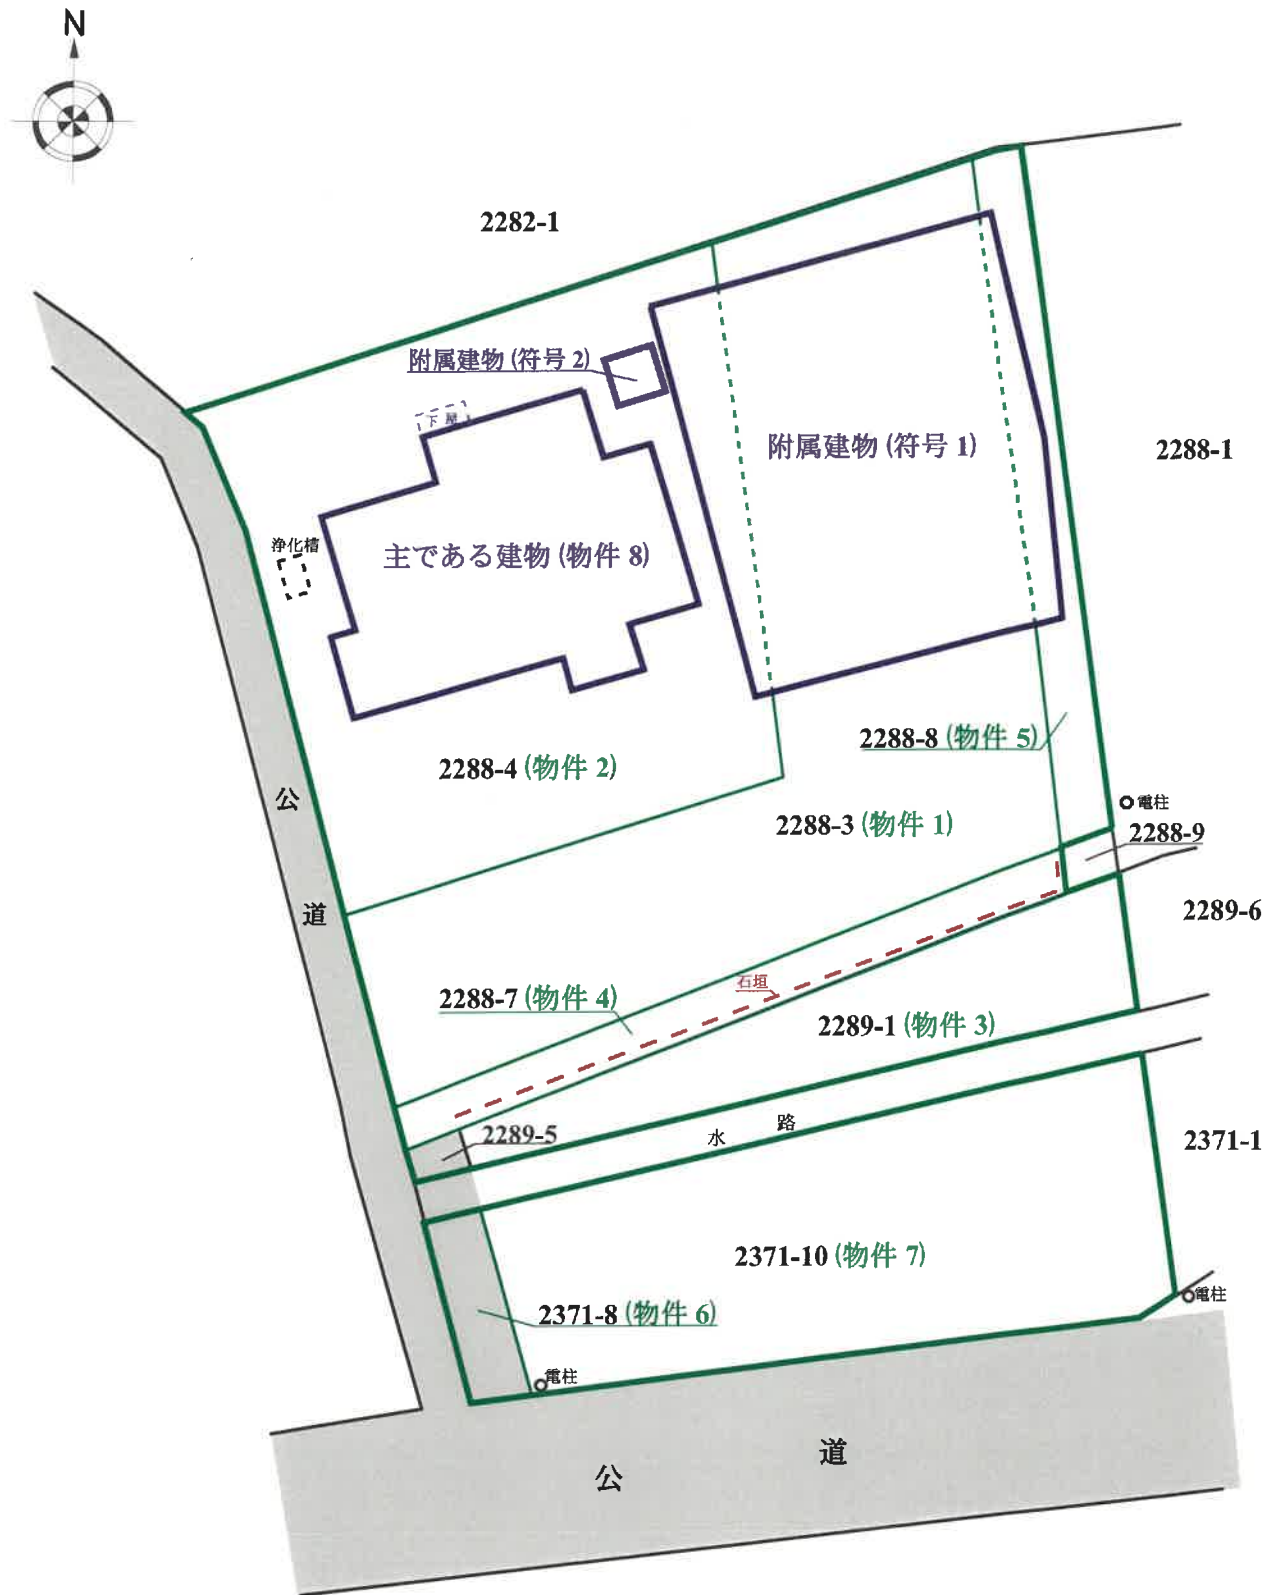 N
2282-1
附属建物 (符号 2)
下屋
附属建物 (符号 1)
2288-1
浄化槽
主である建物 (物件 8)
2288-8 (物件 5)
2288-4 (物件 2)
公
道
電柱
2288-3 (物件 1)
2288-9
2289-6
石垣
2288-7 (物件 4)
2289-1 (物件 3)
水 路
2289-5
2371-1
2371-10 (物件 7)
電柱
2371-8 (物件 6)
電柱
公 道